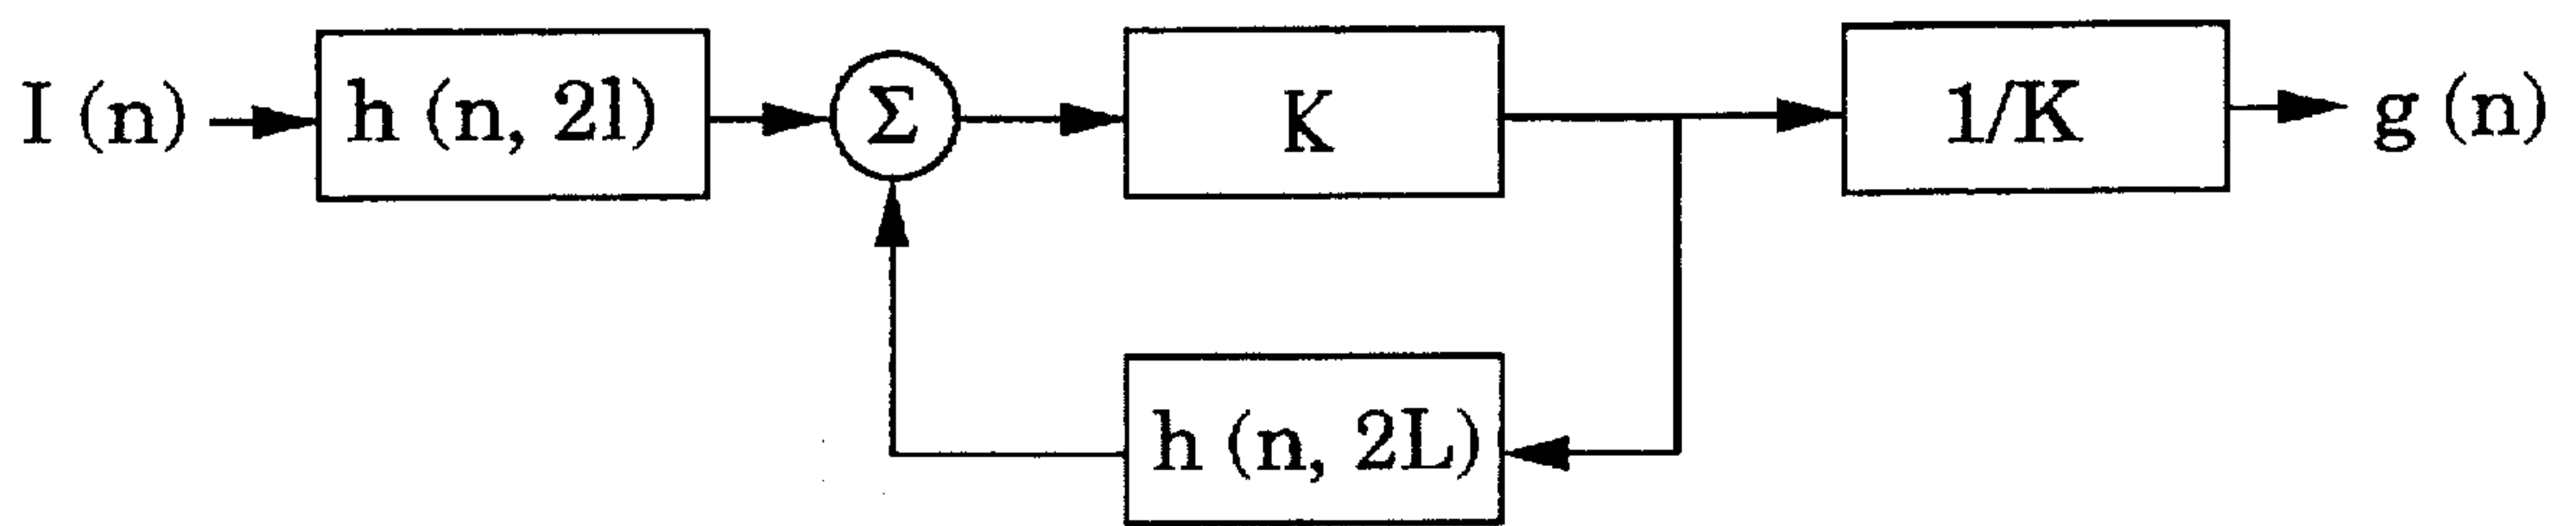 I (n)
h (n, 2l)
Σ
K
1/K
g (n)
h (n, 2L)